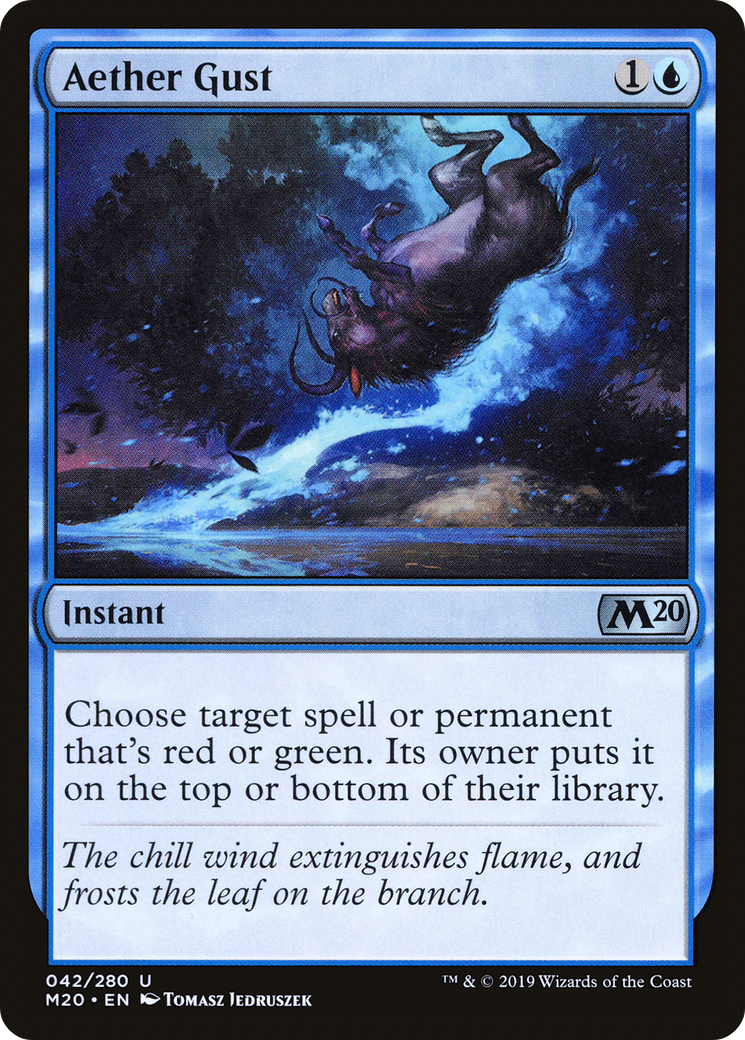 Aether Gust 1
Instant M20
Choose target spell or permanent
that's red or green. Its owner puts it
on the top or bottom of their library.
The chill wind extinguishes flame, and
frosts the leaf on the branch.
042/280 U ™ & © 2019 Wizards of the Coast
M20 • EN Tomasz Jedruszek